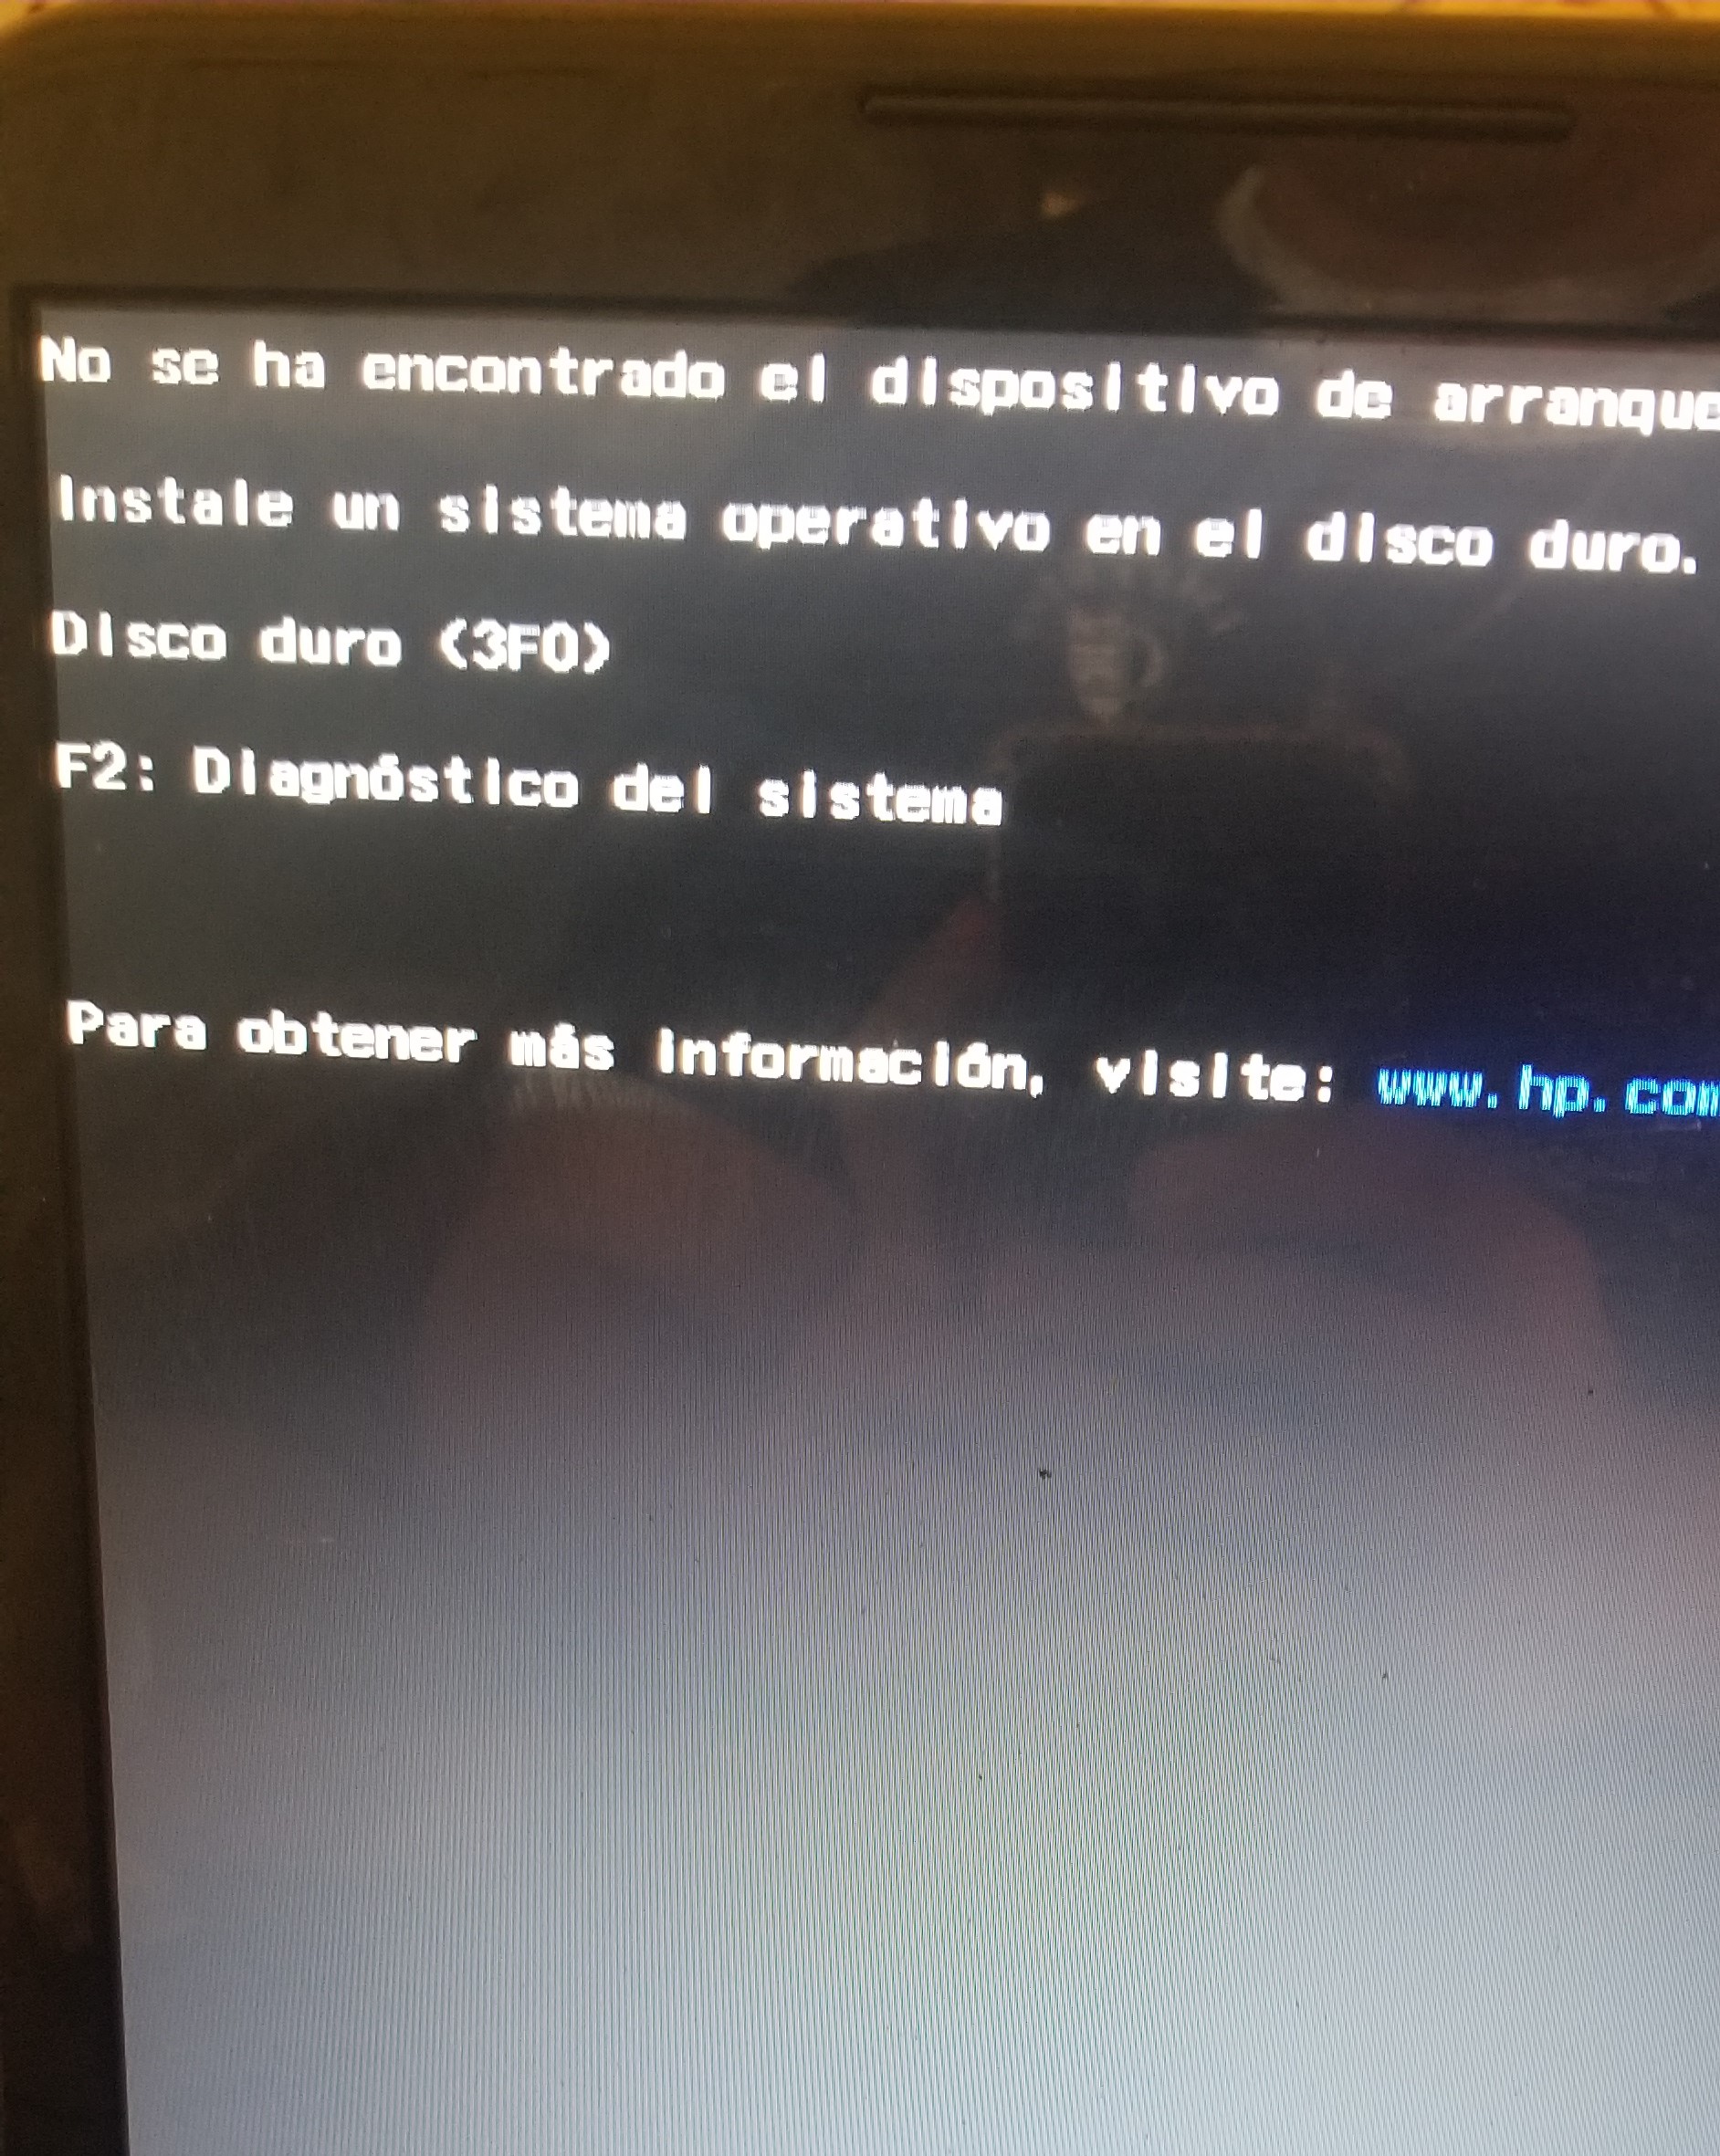 No se ha encontrado el dispositivo de arranque
Instale un sistema operativo en el disco duro.
Disco duro (3F0)
F2: Diagnóstico del sistema
Para obtener más información, visite: www.hp.com